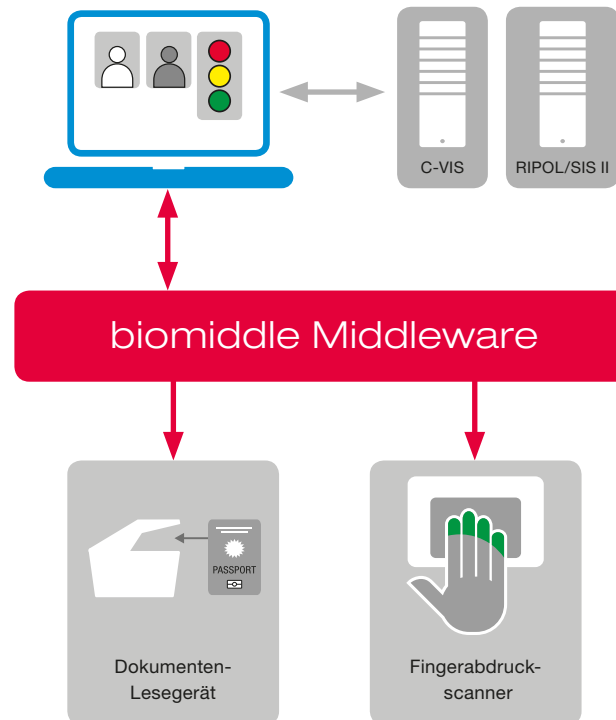 C-VIS
RIPOL/SIS II
biomiddle Middleware
PASSPORT
Dokumenten-
Lesegerät
Fingerabdruck-
scanner